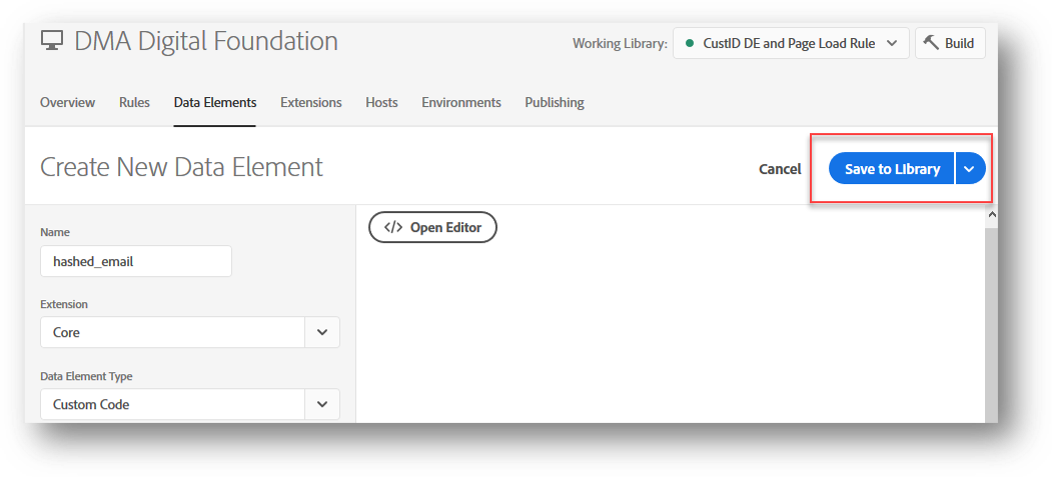 DMA Digital Foundation
Working Library: CustID DE and Page Load Rule Build
Overview Rules Data Elements Extensions Hosts Environments Publishing
Create New Data Element
Cancel Save to Library
Name
hashed_email
</> Open Editor
Extension
Core
Data Element Type
Custom Code